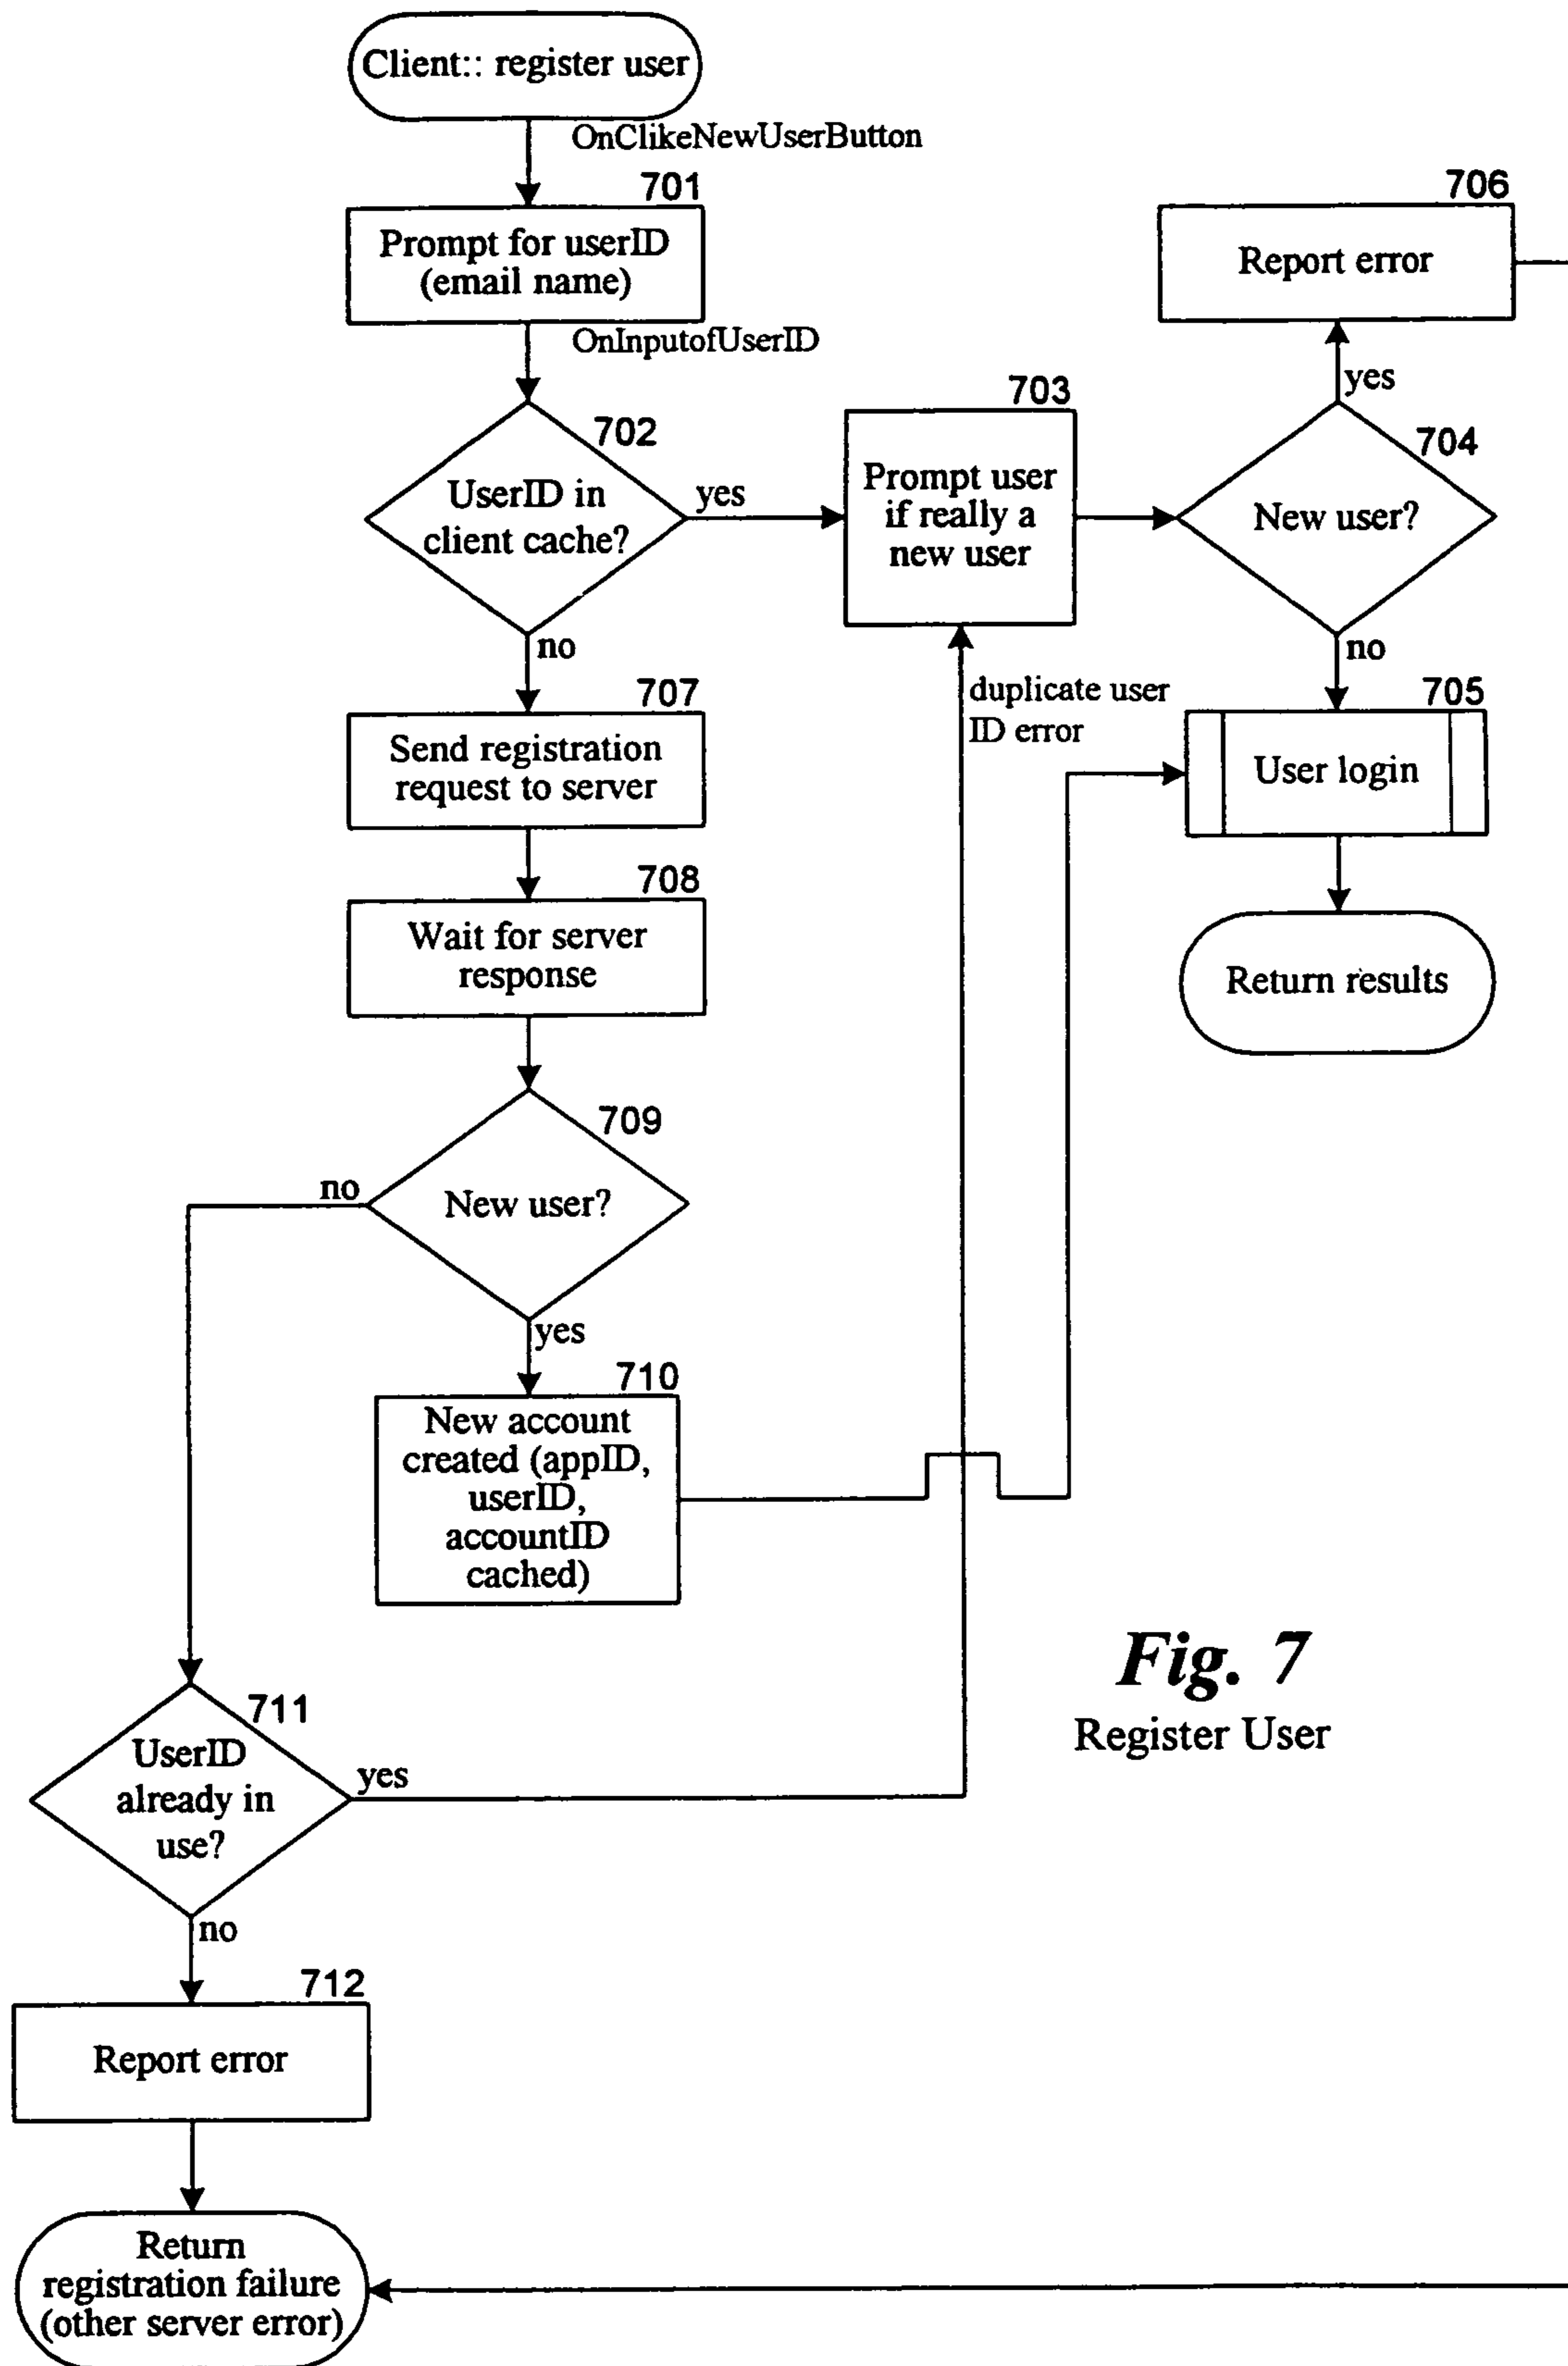 Client:: register user
OnClikeNewUserButton
701
Prompt for userID
(email name)
OnInputofUserID
702
UserID in
client cache?
yes
no
703
Prompt user
if really a
new user
duplicate user
ID error
706
Report error
yes
704
New user?
no
705
User login
Return results
707
Send registration
request to server
708
Wait for server
response
709
New user?
no
yes
710
New account
created (appID,
userID,
accountID
cached)
711
UserID
already in
use?
yes
no
712
Report error
Return
registration failure
(other server error)
Fig. 7
Register User